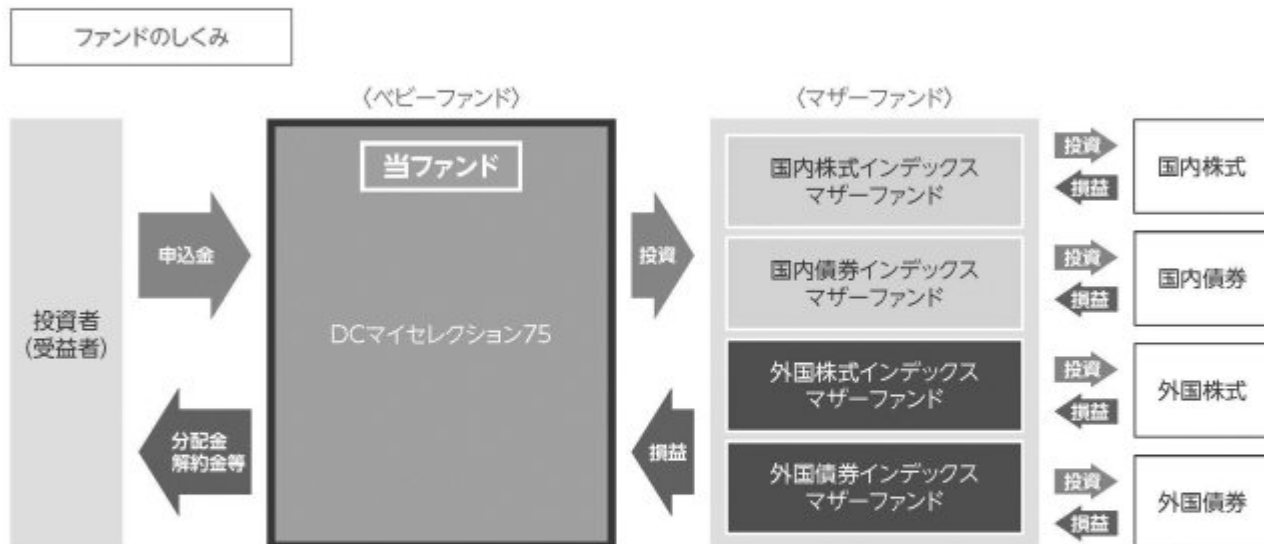 ファンドのしくみ
〈ベビーファンド〉
〈マザーファンド〉
投資者
(受益者)
申込金
分配金
解約金等
当ファンド
DCマイセレクション75
投資
損益
国内株式インデックス
マザーファンド
国内債券インデックス
マザーファンド
外国株式インデックス
マザーファンド
外国債券インデックス
マザーファンド
投資
損益
国内株式
投資
損益
国内債券
投資
損益
外国株式
投資
損益
外国債券